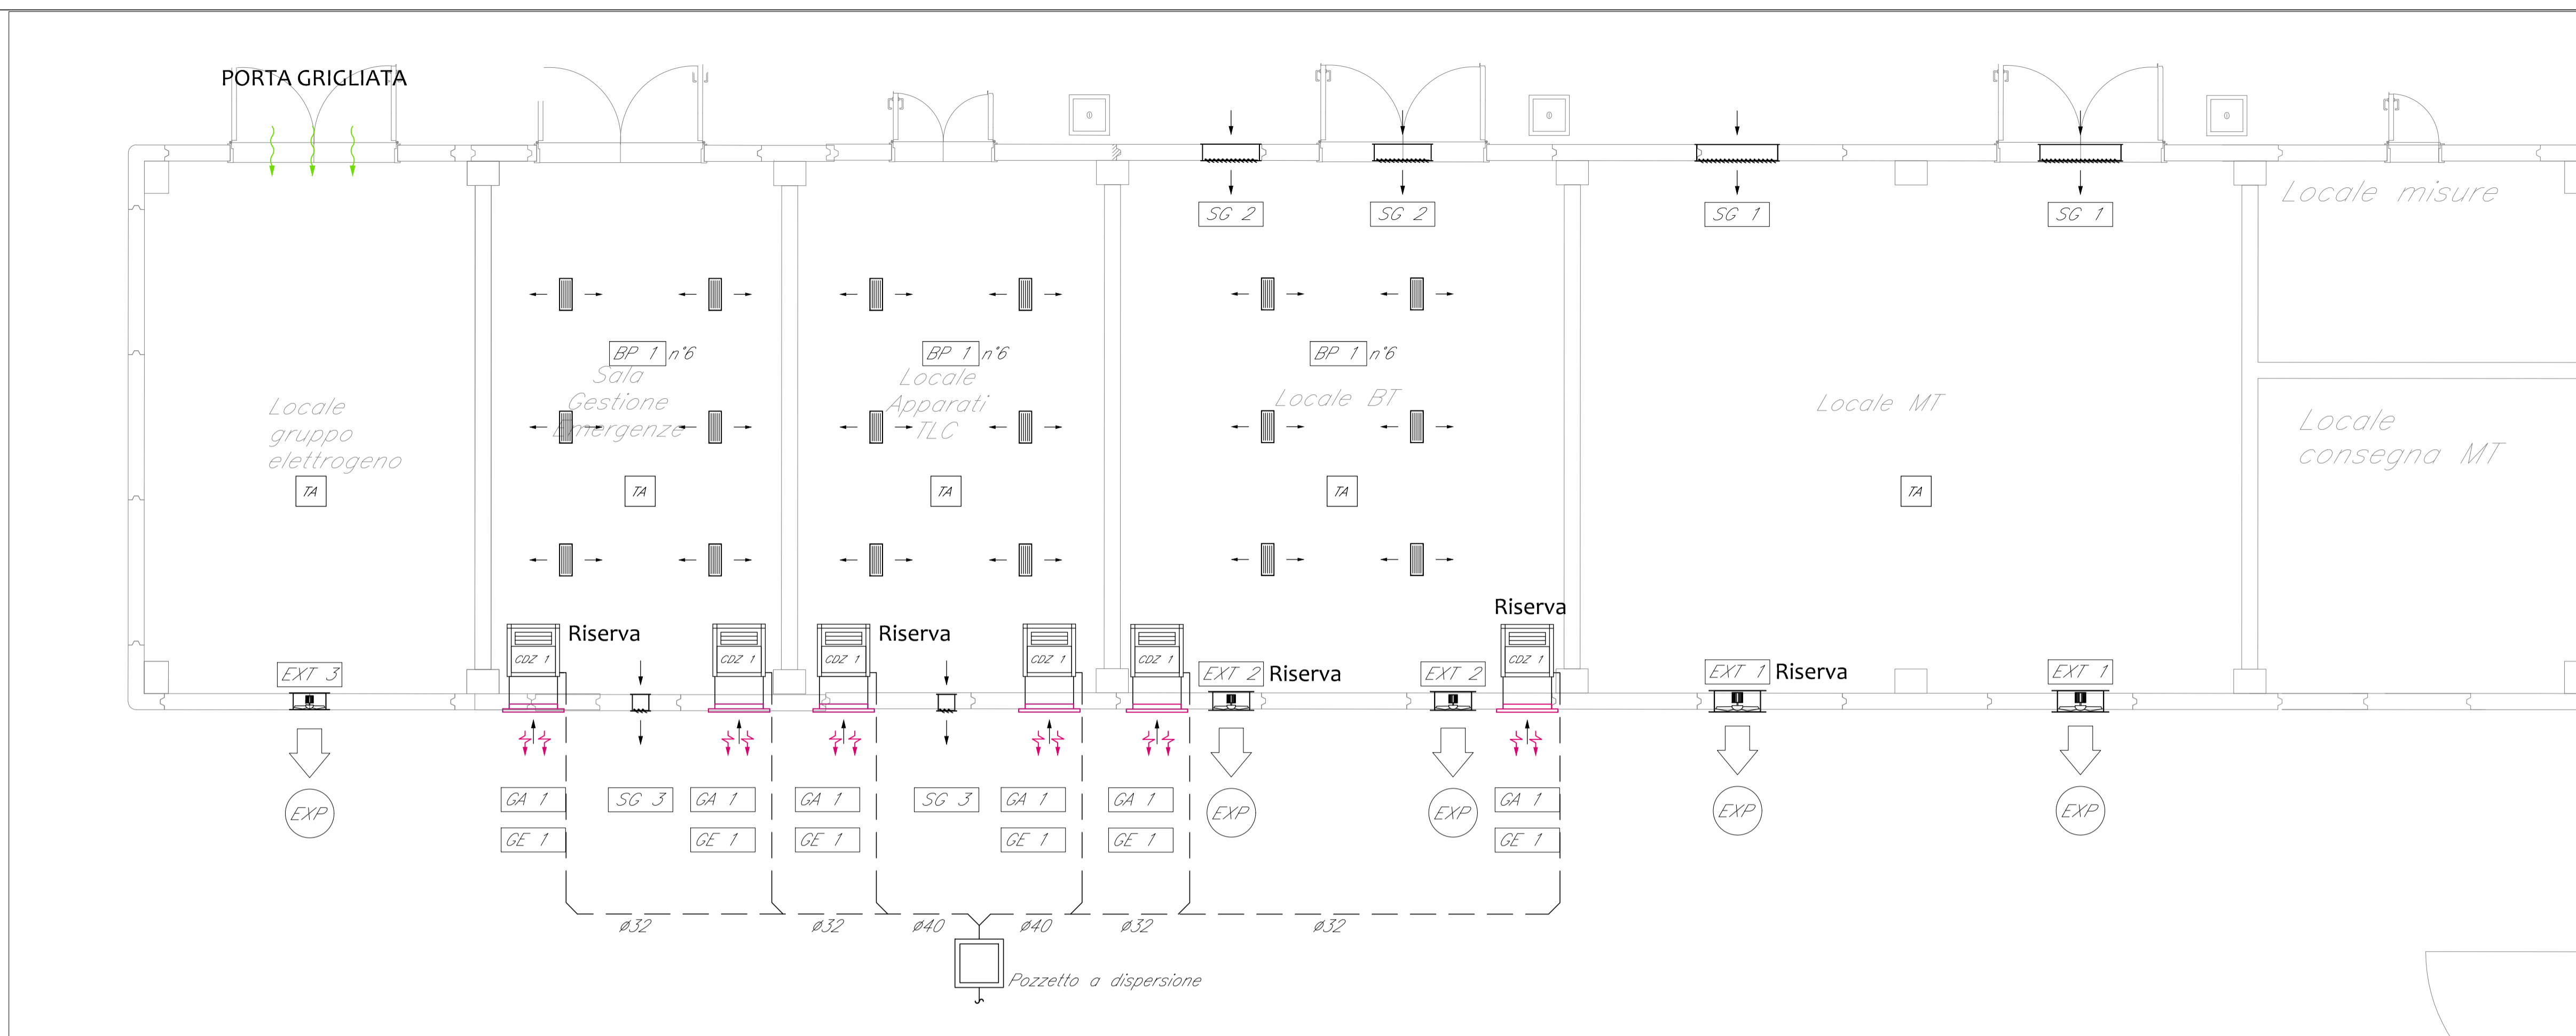 PORTA GRIGLIATA
SG 2
SG 2
SG 1
SG 1
Locale misure
BP 1 n°6
BP 1 n°6
BP 1 n°6
Sala
Gestione
Emergenze
Locale
Apparati
TLC
Locale BT
Locale MT
Locale
gruppo
elettrogeno
Locale
consegna MT
TA
TA
TA
TA
TA
Riserva
Riserva
Riserva
CDZ 1
CDZ 1
CDZ 1
CDZ 1
CDZ 1
CDZ 1
EXT 3
EXT 2 Riserva
EXT 2
EXT 1 Riserva
EXT 1
GA 1
SG 3
GA 1
GA 1
SG 3
GA 1
GA 1
GA 1
EXP
EXP
EXP
EXP
EXP
GE 1
GE 1
GE 1
GE 1
GE 1
GE 1
ø32
ø32
ø40
ø40
ø32
ø32
Pozzetto a dispersione